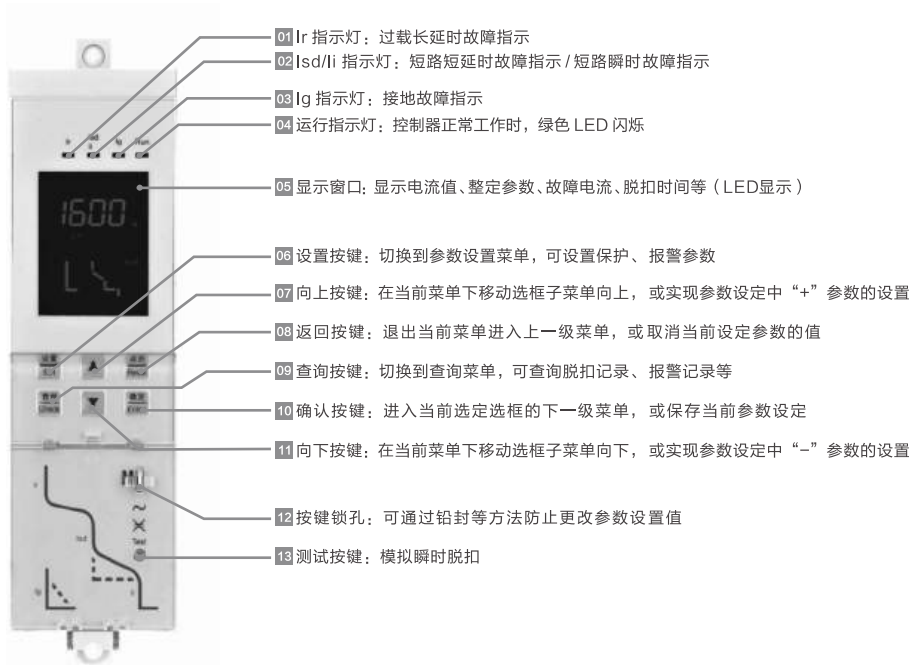 01 Ir 指示灯：过载长延时故障指示
02 Isd/Ii 指示灯：短路短延时故障指示 / 短路瞬时故障指示
03 Ig 指示灯：接地故障指示
04 运行指示灯：控制器正常工作时，绿色 LED 闪烁
05 显示窗口：显示电流值、整定参数、故障电流、脱扣时间等（LED显示）
06 设置按键：切换到参数设置菜单，可设置保护、报警参数
07 向上按键：在当前菜单下移动选框子菜单向上，或实现参数设定中“+”参数的设置
08 返回按键：退出当前菜单进入上一级菜单，或取消当前设定参数的值
09 查询按键：切换到查询菜单，可查询脱扣记录、报警记录等
10 确认按键：进入当前选定选框的下一级菜单，或保存当前参数设定
11 向下按键：在当前菜单下移动选框子菜单向下，或实现参数设定中“−”参数的设置
12 按键锁孔：可通过铅封等方法防止更改参数设置值
13 测试按键：模拟瞬时脱扣
Ir Isd Ig Run
1600
设置 返回
查询 确定
Isd
Test
Ig